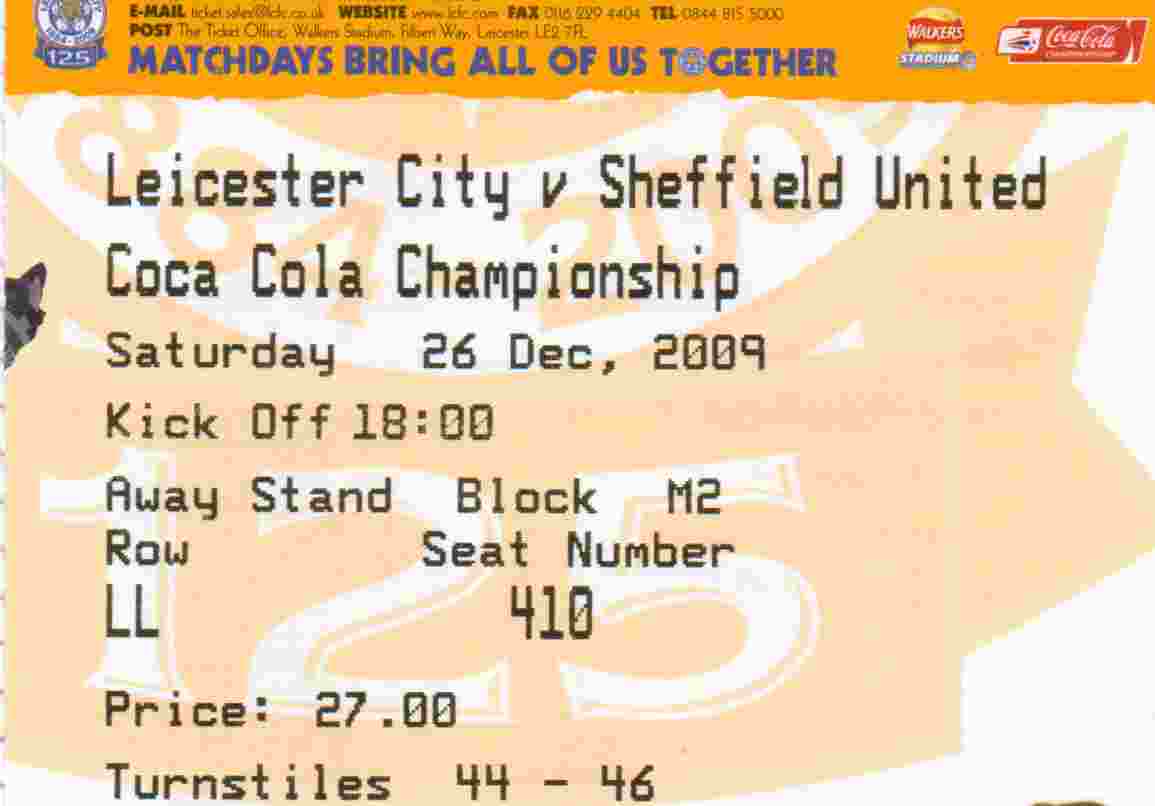 E-MAIL ticket.sales@lcfc.co.uk WEBSITE www.lcfc.com FAX 0116 229 4404 TEL 0844 815 5000
POST The Ticket Office, Walkers Stadium, Filbert Way, Leicester LE2 7FL
MATCHDAYS BRING ALL OF US TOGETHER
125
WALKERS
STADIUM
Coca-Cola
Leicester City v Sheffield United
Coca Cola Championship
Saturday 26 Dec, 2009
Kick Off 18:00
Away Stand Block M2
Row Seat Number
LL 410
Price: 27.00
Turnstiles 44 - 46
125